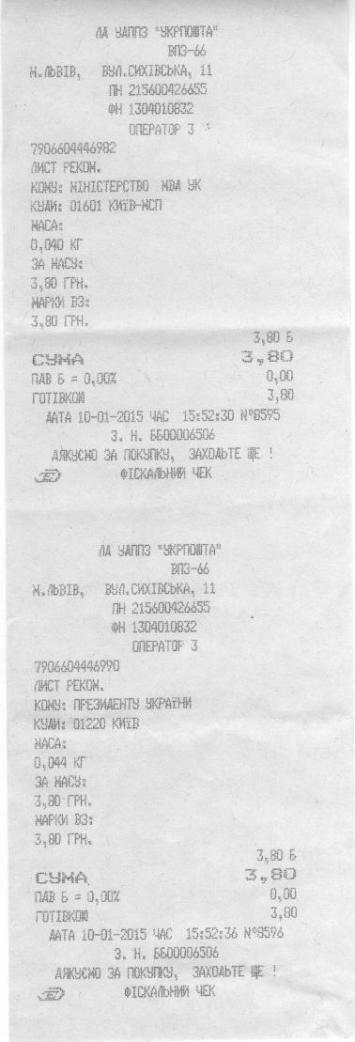 ЛД УДППЗ "УКРПОШТА"
ВПЗ-66
М.ЛЬВІВ, ВУЛ.СИХІВСЬКА, 11
ПН 215600426655
ФН 1304010832
ОПЕРАТОР 3
7906604446982
ЛИСТ РЕКОМ.
КОМУ: МІНІСТЕРСТВО МВД УК
КУДИ: 01601 КИЇВ-МСП
МАСА:
0,040 КГ
ЗА МАСУ:
3,80 ГРН.
МАРКИ ВЗ:
3,80 ГРН.
3,80 Б
СУМА 3,80
ПДВ Б = 0,00% 0,00
ГОТІВКОЮ 3,80
ДАТА 10-01-2015 ЧАС 15:52:30 №8595
З. Н. ББ00006506
ДЯКУЄМО ЗА ПОКУПКУ, ЗАХОДЬТЕ ЩЕ !
ФІСКАЛЬНИЙ ЧЕК
ЛД УДППЗ "УКРПОШТА"
ВПЗ-66
М.ЛЬВІВ, ВУЛ.СИХІВСЬКА, 11
ПН 215600426655
ФН 1304010832
ОПЕРАТОР 3
7906604446990
ЛИСТ РЕКОМ.
КОМУ: ПРЕЗИДЕНТУ УКРАЇНИ
КУДИ: 01220 КИЇВ
МАСА:
0,044 КГ
ЗА МАСУ:
3,80 ГРН.
МАРКИ ВЗ:
3,80 ГРН.
3,80 Б
СУМА 3,80
ПДВ Б = 0,00% 0,00
ГОТІВКОЮ 3,80
ДАТА 10-01-2015 ЧАС 15:52:36 №8596
З. Н. ББ00006506
ДЯКУЄМО ЗА ПОКУПКУ, ЗАХОДЬТЕ ЩЕ !
ФІСКАЛЬНИЙ ЧЕК